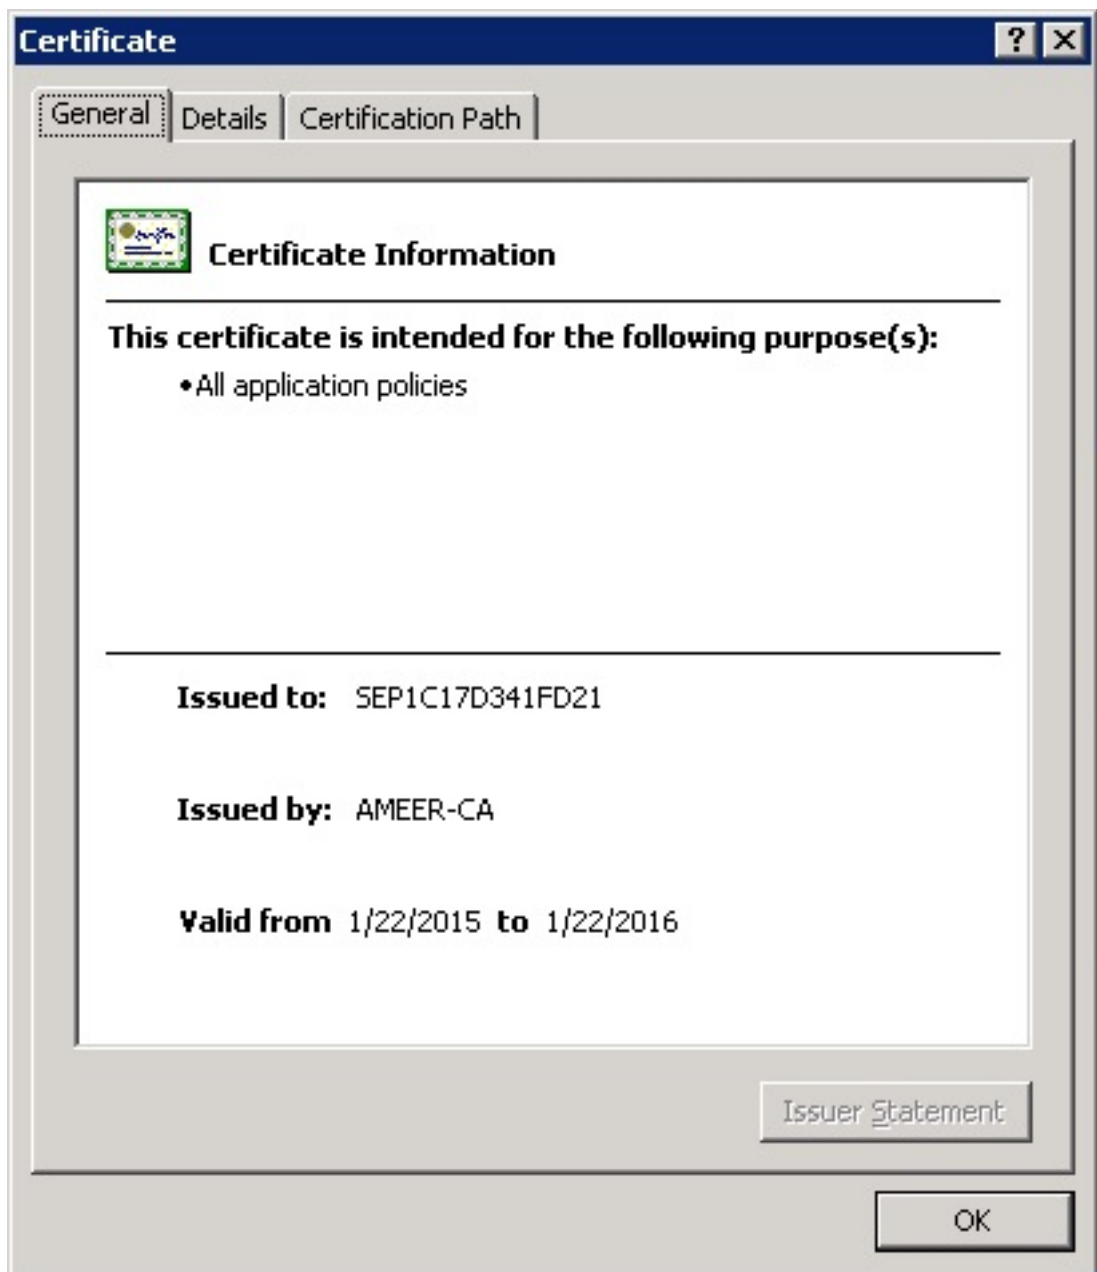 Certificate
General Details Certification Path
Certificate Information
This certificate is intended for the following purpose(s):
•All application policies
Issued to: SEP1C17D341FD21
Issued by: AMEER-CA
Valid from 1/22/2015 to 1/22/2016
Issuer Statement
OK